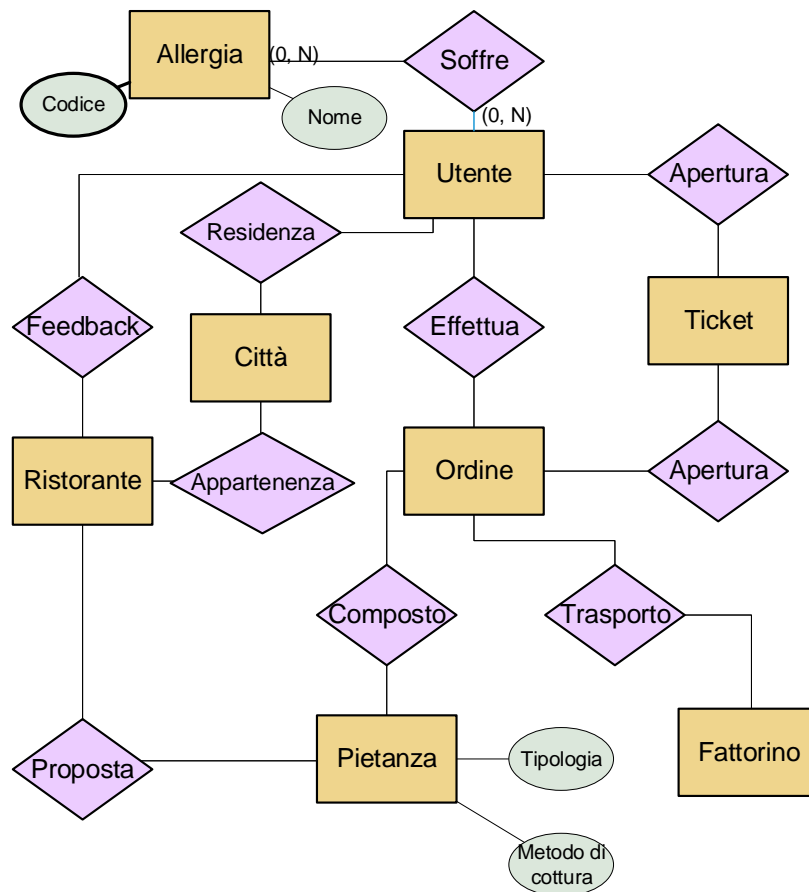 Allergia
(0, N)
Soffre
Codice
Nome
(0, N)
Utente
Apertura
Residenza
Feedback
Città
Effettua
Ticket
Ristorante
Appartenenza
Ordine
Apertura
Composto
Trasporto
Proposta
Pietanza
Tipologia
Fattorino
Metodo di
cottura